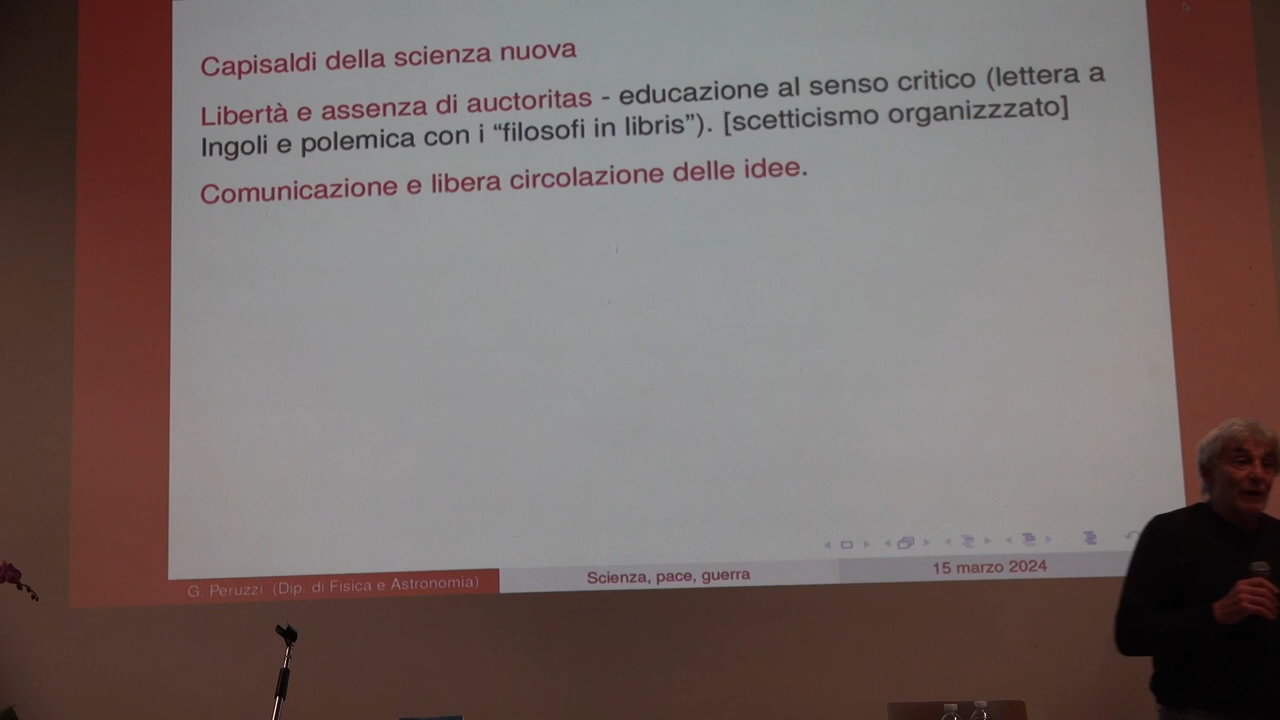 Capisaldi della scienza nuova
Libertà e assenza di auctoritas - educazione al senso critico (lettera a
Ingoli e polemica con i “filosofi in libris”). [scetticismo organizzzato]
Comunicazione e libera circolazione delle idee.
G. Peruzzi (Dip. di Fisica e Astronomia)
Scienza, pace, guerra
15 marzo 2024